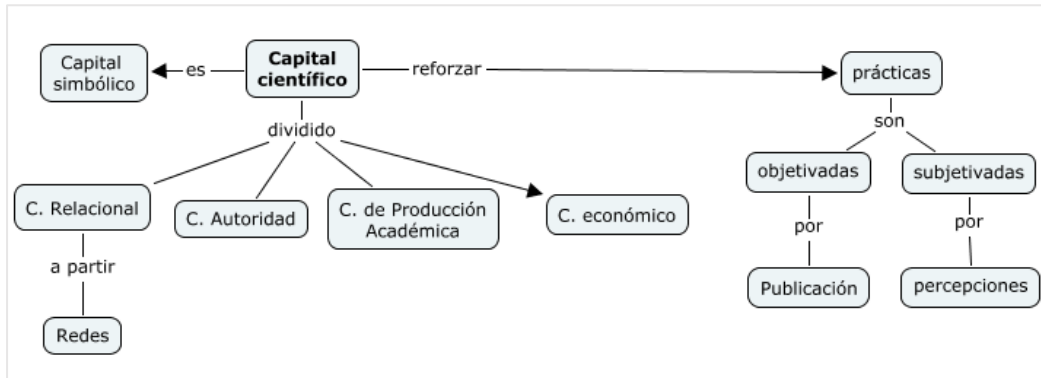 Capital
simbólico
es
Capital
científico
reforzar
prácticas
dividido
son
C. Relacional
C. Autoridad
C. de Producción
Académica
C. económico
objetivadas
subjetivadas
a partir
por
por
Redes
Publicación
percepciones